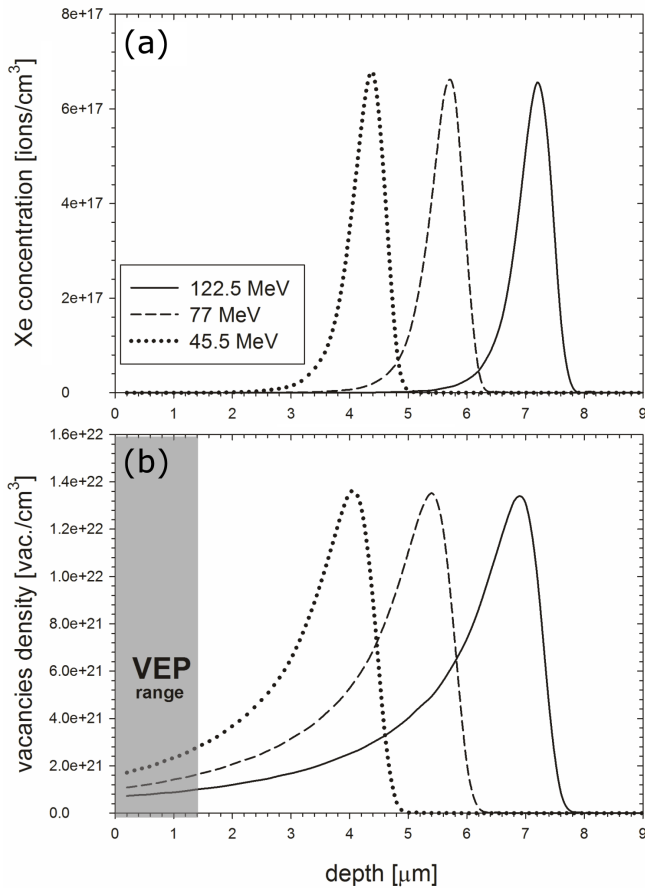 8e+17
(a)
6e+17
4e+17
2e+17
0
Xe concentration [ions/cm³]
122.5 MeV
77 MeV
45.5 MeV
0 1 2 3 4 5 6 7 8 9
1.6e+22
(b)
1.4e+22
1.2e+22
1.0e+22
8.0e+21
6.0e+21
4.0e+21
2.0e+21
0.0
vacancies density [vac./cm³]
VEP
range
0 1 2 3 4 5 6 7 8 9
depth [μm]